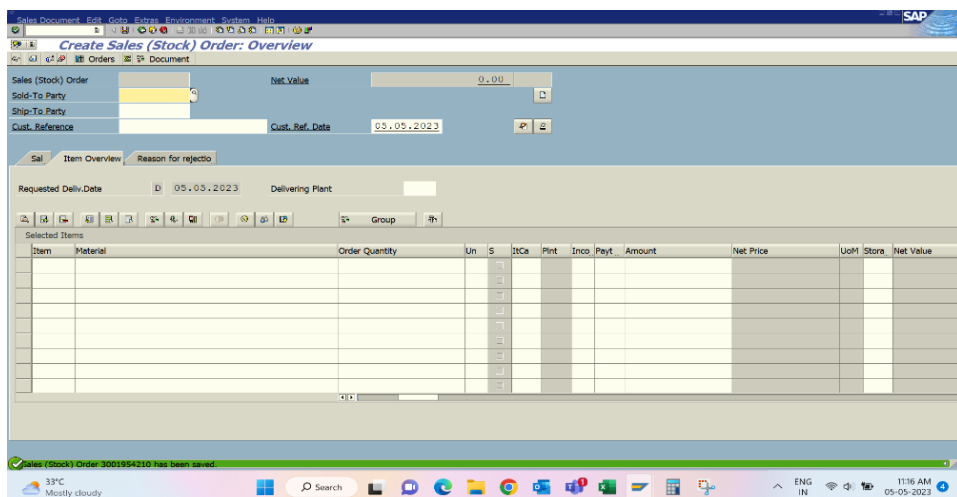 Sales Document Edit Goto Extras Environment System Help
SAP
Create Sales (Stock) Order: Overview
Orders Document
Sales (Stock) Order Net Value 0.00
Sold-To Party
Ship-To Party
Cust. Reference Cust. Ref. Date 05.05.2023
Sal Item Overview Reason for rejectio
Requested Deliv.Date D 05.05.2023 Delivering Plant
Group
Selected Items
Item Material Order Quantity Un S ItCa Plnt Inco Payt Amount Net Price UoM Stora Net Value
Sales (Stock) Order 3001954210 has been saved.
33°C
Mostly cloudy
Search
ENG
IN
11:16 AM
05-05-2023
4